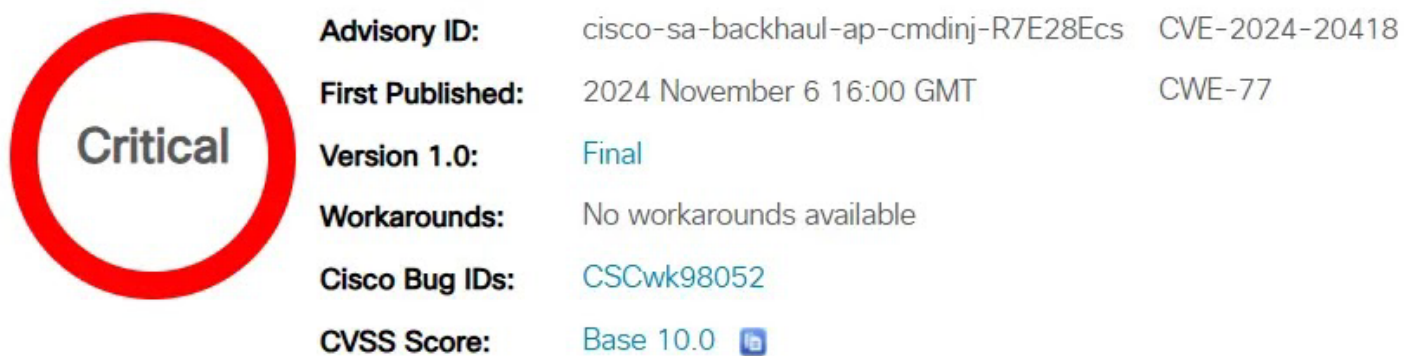 Critical
Advisory ID: cisco-sa-backhaul-ap-cmdinj-R7E28Ecs CVE-2024-20418
First Published: 2024 November 6 16:00 GMT CWE-77
Version 1.0: Final
Workarounds: No workarounds available
Cisco Bug IDs: CSCwk98052
CVSS Score: Base 10.0